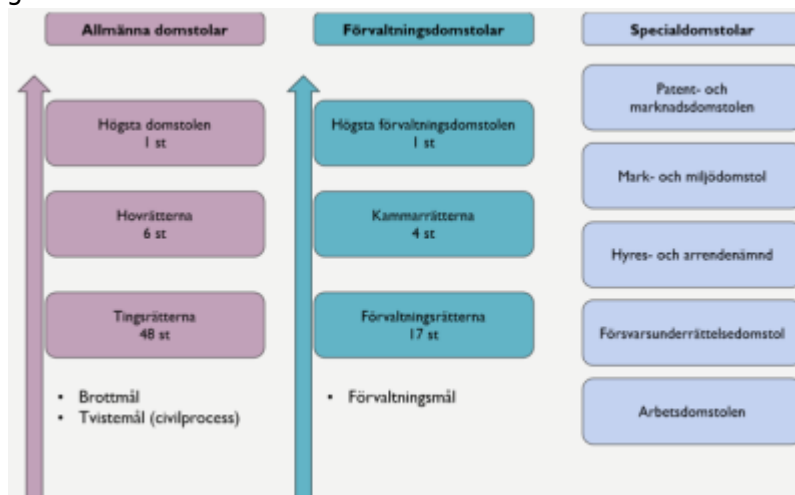 Allmänna domstolar
Högsta domstolen
1 st
Hovrätterna
6 st
Tingsrätterna
48 st
• Brottmål
• Tvistemål (civilprocess)
Förvaltningsdomstolar
Högsta förvaltningsdomstolen
1 st
Kammarrätterna
4 st
Förvaltningsrätterna
17 st
• Förvaltningsmål
Specialdomstolar
Patent- och
marknadsdomstolen
Mark- och miljödomstol
Hyres- och arrendenämnd
Försvarsunderrättelsedomstol
Arbetsdomstolen